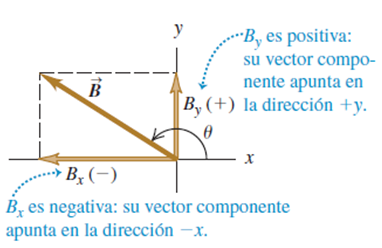 y
B_y es positiva:
su vector compo-
nente apunta en
la dirección +y.
B⃗
B_y (+)
θ
x
B_x (−)
B_x es negativa: su vector componente
apunta en la dirección −x.